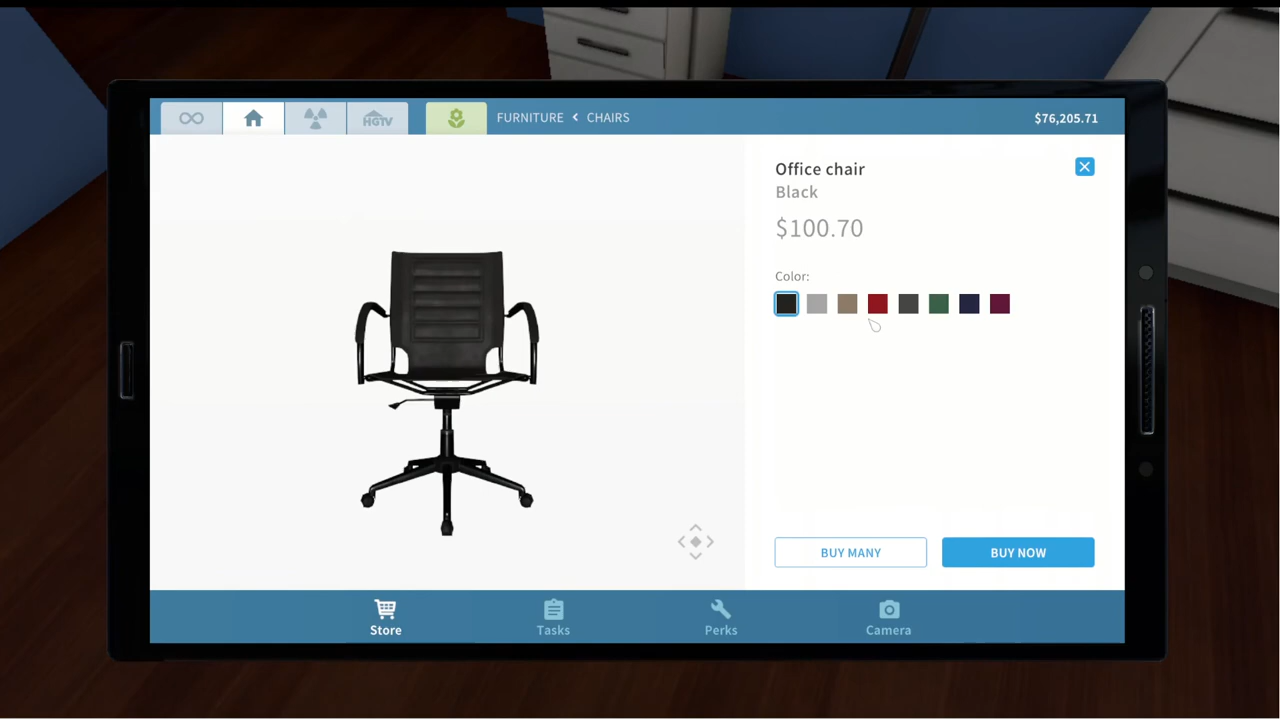 HGTV
FURNITURE < CHAIRS
$76,205.71
Office chair
Black
$100.70
Color:
BUY MANY
BUY NOW
Store
Tasks
Perks
Camera